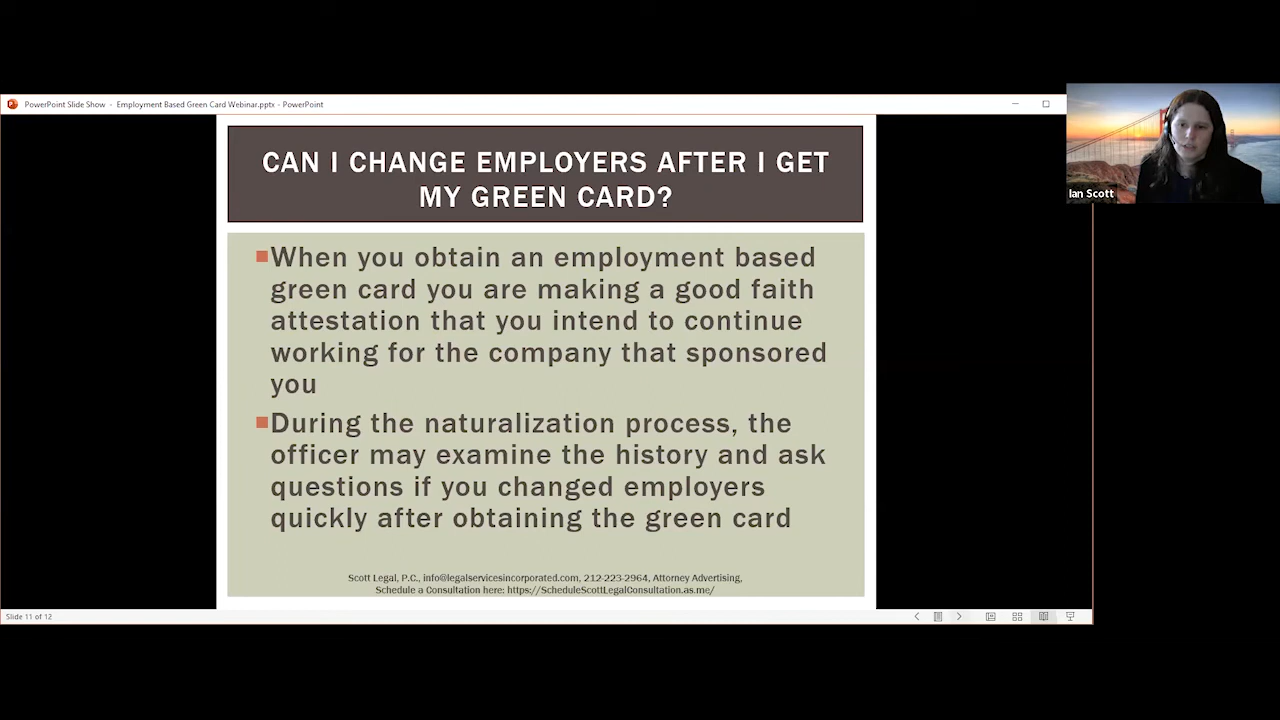 PowerPoint Slide Show - Employment Based Green Card Webinar.pptx - PowerPoint
CAN I CHANGE EMPLOYERS AFTER I GET
MY GREEN CARD?
When you obtain an employment based
green card you are making a good faith
attestation that you intend to continue
working for the company that sponsored
you
During the naturalization process, the
officer may examine the history and ask
questions if you changed employers
quickly after obtaining the green card
Scott Legal, P.C., info@legalservicesincorporated.com, 212-223-2964, Attorney Advertising,
Schedule a Consultation here: https://ScheduleScottLegalConsultation.as.me/
Slide 11 of 12
Ian Scott